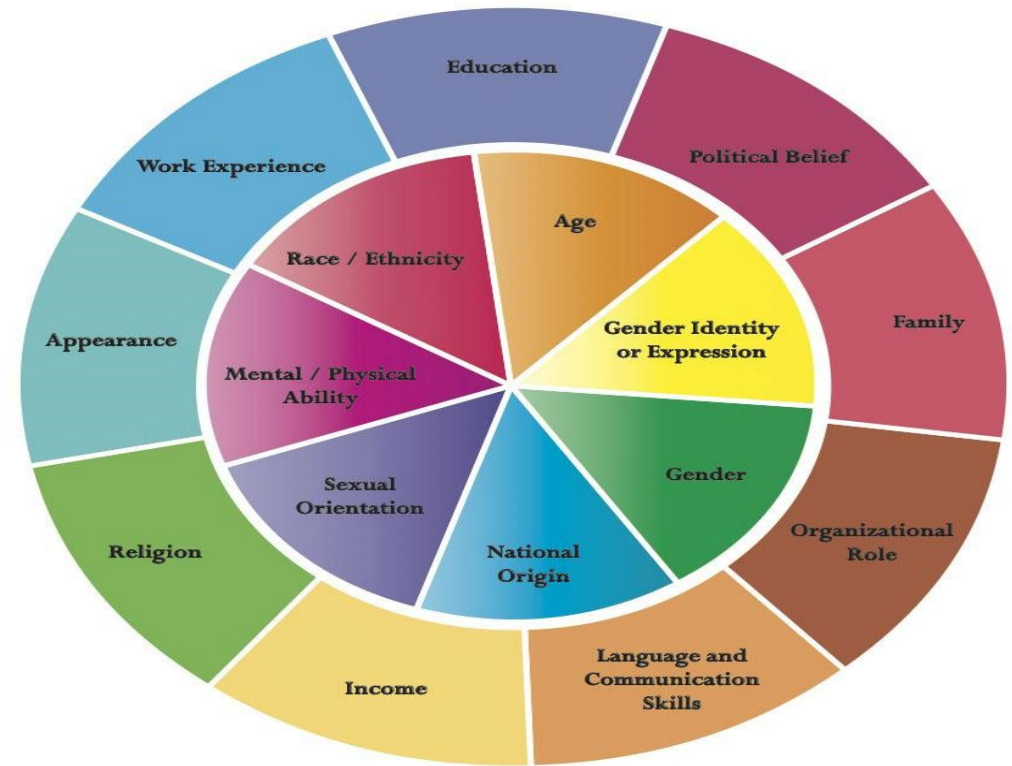 Education
Political Belief
Work Experience
Age
Race / Ethnicity
Gender Identity
or Expression
Family
Appearance
Mental / Physical
Ability
Gender
Sexual
Orientation
Organizational
Role
Religion
National
Origin
Language and
Communication
Skills
Income